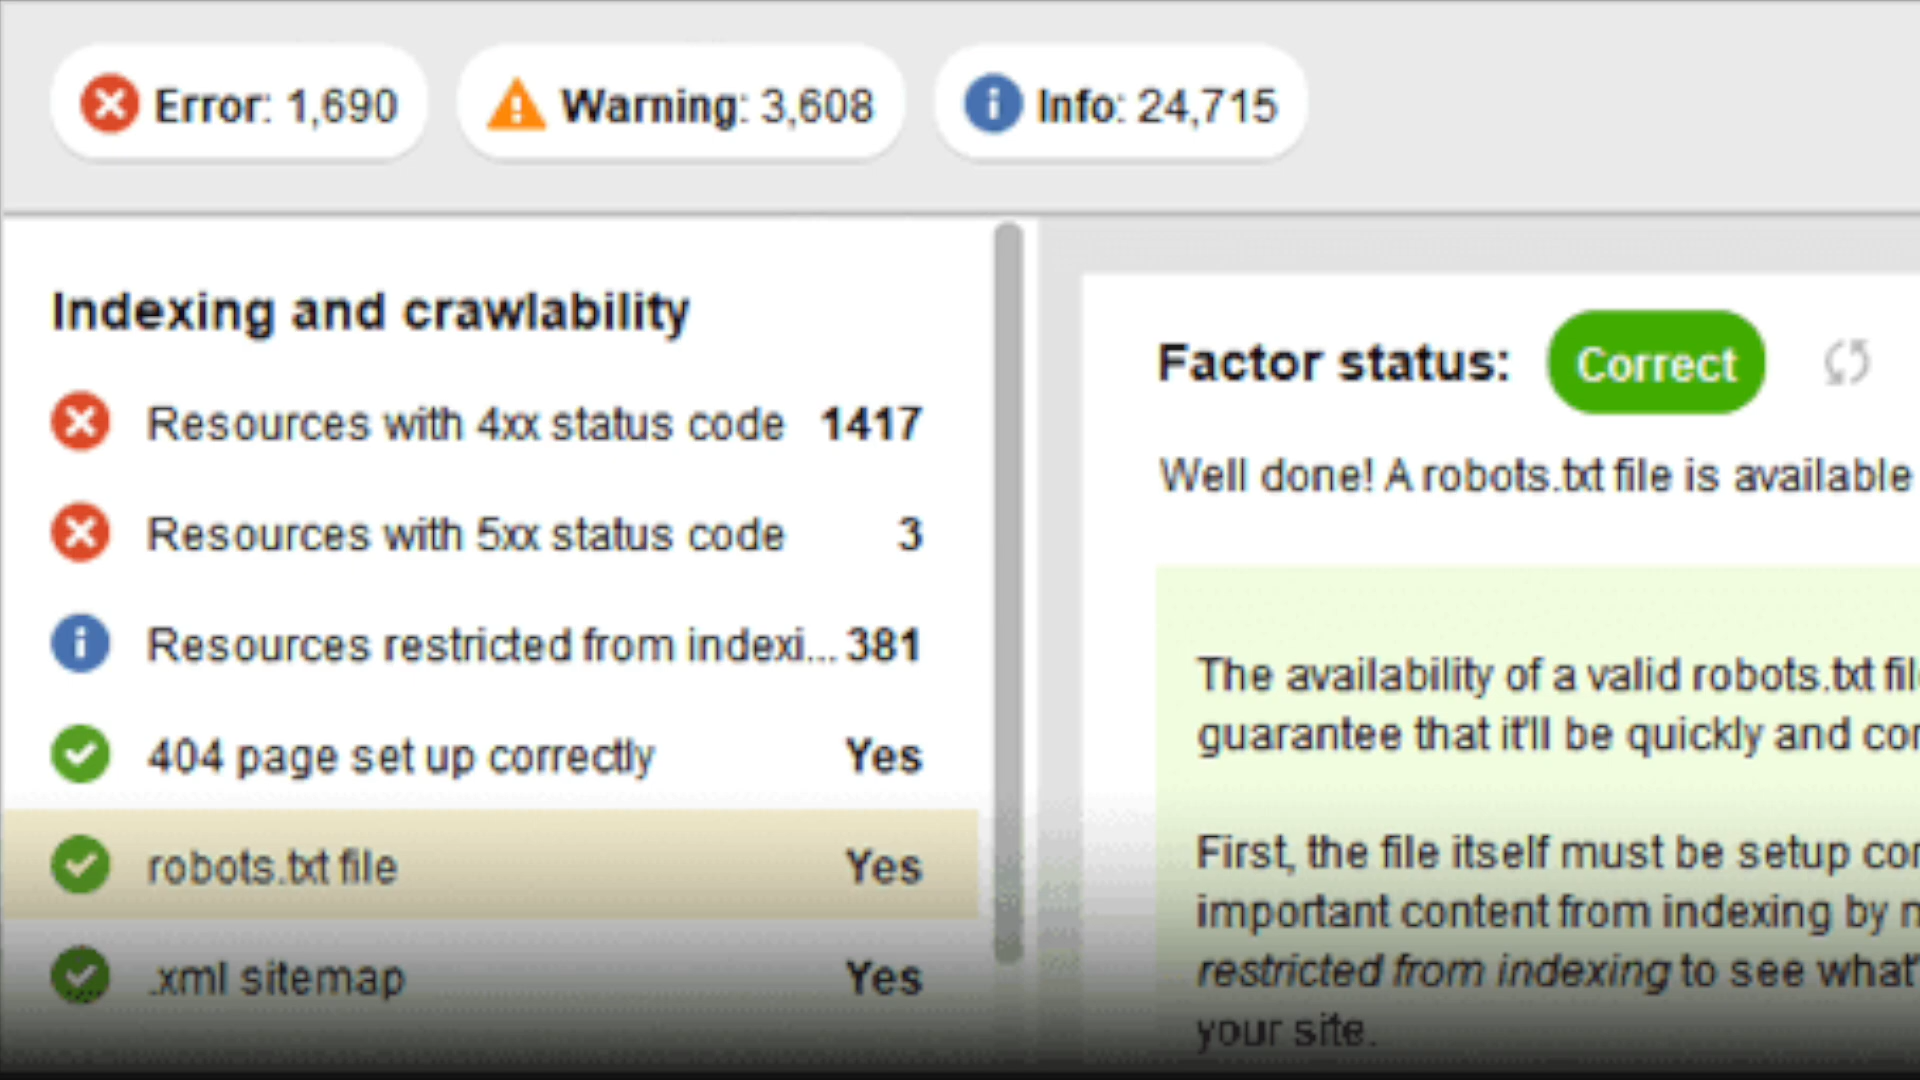 Error: 1,690 Warning: 3,608 Info: 24,715
Indexing and crawlability
Resources with 4xx status code 1417
Resources with 5xx status code 3
Resources restricted from indexi... 381
404 page set up correctly Yes
robots.txt file Yes
.xml sitemap Yes
Factor status: Correct
Well done! A robots.txt file is available
The availability of a valid robots.txt
guarantee that it'll be quickly and
First, the file itself must be setup
important content from indexing by
restricted from indexing to see
your site.